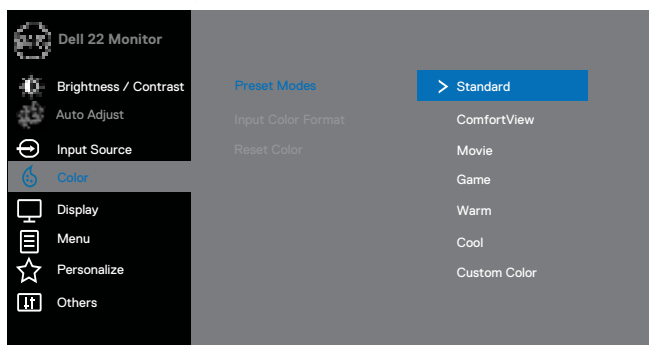 Dell 22 Monitor
Brightness / Contrast
Auto Adjust
Input Source
Color
Display
Menu
Personalize
Others
Preset Modes
Input Color Format
Reset Color
Standard
ComfortView
Movie
Game
Warm
Cool
Custom Color